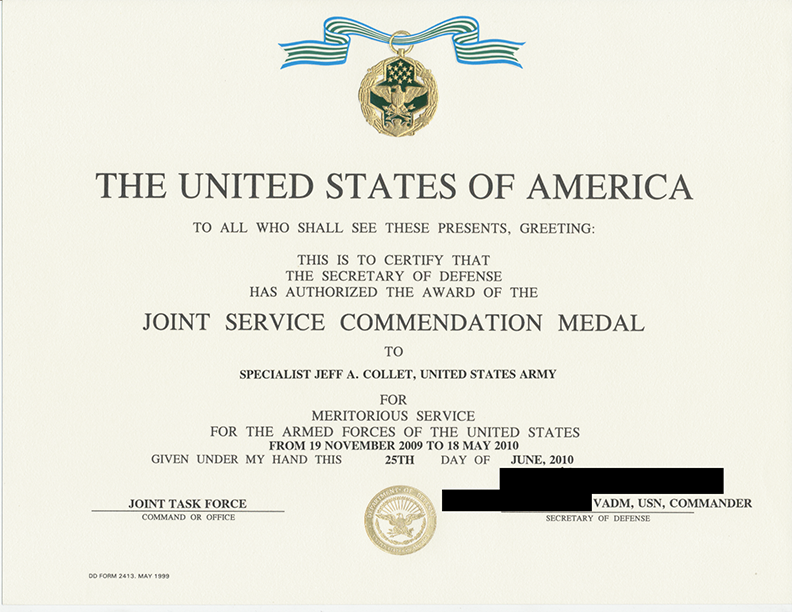 THE UNITED STATES OF AMERICA
TO ALL WHO SHALL SEE THESE PRESENTS, GREETING:
THIS IS TO CERTIFY THAT
THE SECRETARY OF DEFENSE
HAS AUTHORIZED THE AWARD OF THE
JOINT SERVICE COMMENDATION MEDAL
TO
SPECIALIST JEFF A. COLLET, UNITED STATES ARMY
FOR
MERITORIOUS SERVICE
FOR THE ARMED FORCES OF THE UNITED STATES
FROM 19 NOVEMBER 2009 TO 18 MAY 2010
GIVEN UNDER MY HAND THIS 25TH DAY OF JUNE, 2010
JOINT TASK FORCE
COMMAND OR OFFICE
VADM, USN, COMMANDER
SECRETARY OF DEFENSE
DD FORM 2413, MAY 1999